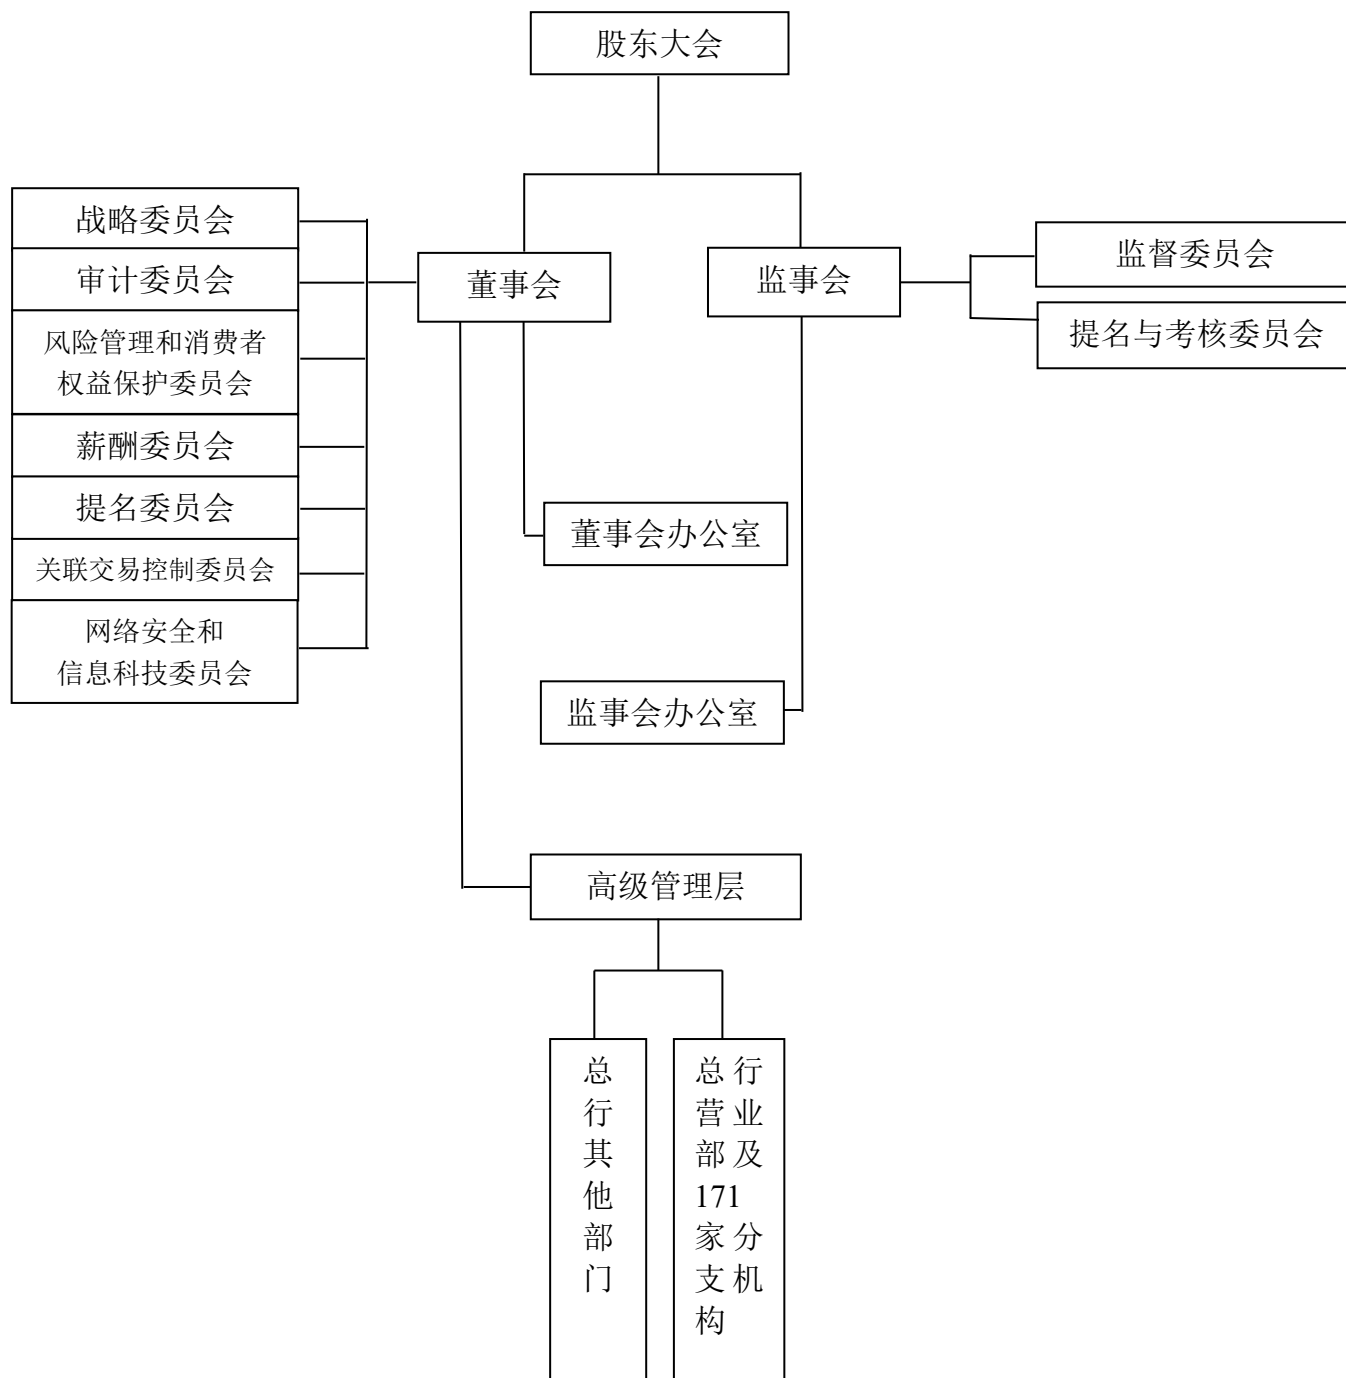 股东大会
战略委员会
审计委员会
风险管理和消费者
权益保护委员会
薪酬委员会
提名委员会
关联交易控制委员会
网络安全和
信息科技委员会
董事会
监事会
监督委员会
提名与考核委员会
董事会办公室
监事会办公室
高级管理层
总
行
其
他
部
门
总行
营业
部及
171
家分
支机
构